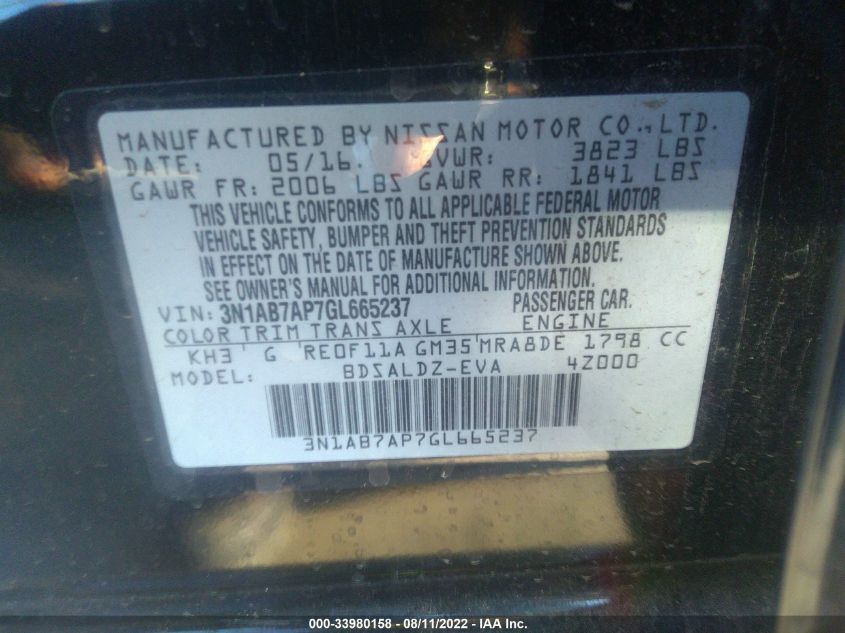 MANUFACTURED BY NISSAN MOTOR CO., LTD.
DATE: 05/16. GVWR: 3823 LBS
GAWR FR: 2006 LBS GAWR RR: 1841 LBS
THIS VEHICLE CONFORMS TO ALL APPLICABLE FEDERAL MOTOR
VEHICLE SAFETY, BUMPER AND THEFT PREVENTION STANDARDS
IN EFFECT ON THE DATE OF MANUFACTURE SHOWN ABOVE.
SEE OWNER'S MANUAL FOR ADDITIONAL INFORMATION.
VIN: 3N1AB7AP7GL665237 PASSENGER CAR.
COLOR TRIM TRANS AXLE ENGINE
KH3 ' G 'RE0F11A GM35'MRA8DE 1798 CC
MODEL: BDSALDZ-EVA 4Z000
3N1AB7AP7GL665237
000-33980158 - 08/11/2022 - IAA Inc.